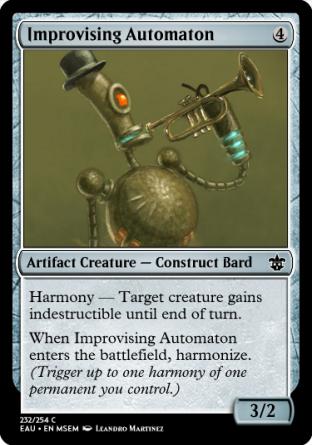 Improvising Automaton 4
Artifact Creature — Construct Bard
Harmony — Target creature gains
indestructible until end of turn.
When Improvising Automaton
enters the battlefield, harmonize.
(Trigger up to one harmony of one
permanent you control.)
3/2
232/254 C
EAU • EN MSEM Leandro Martinez